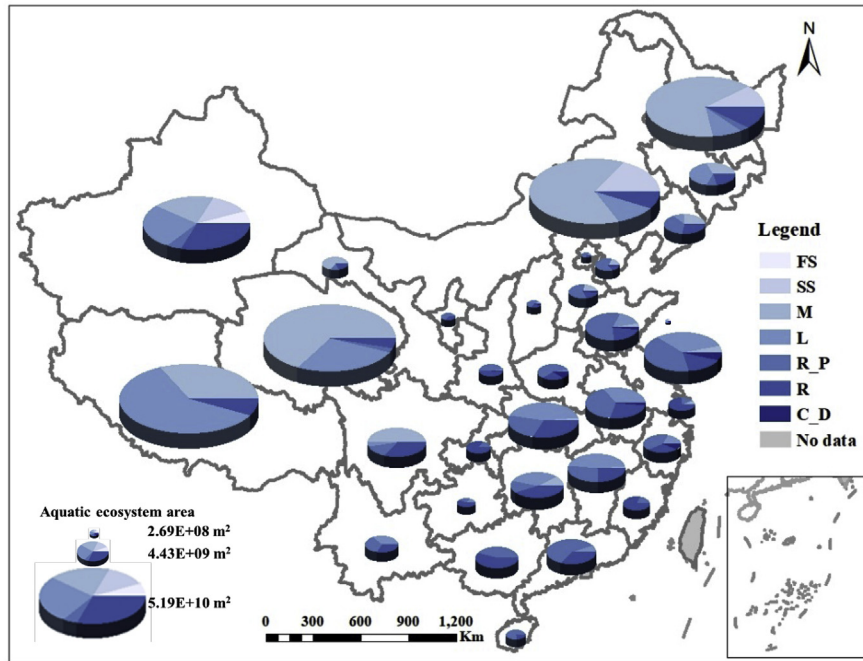 N
Legend
FS
SS
M
L
R_P
R
C_D
No data
Aquatic ecosystem area
2.69E+08 m²
4.43E+09 m²
5.19E+10 m²
0 300 600 900 1,200
Km